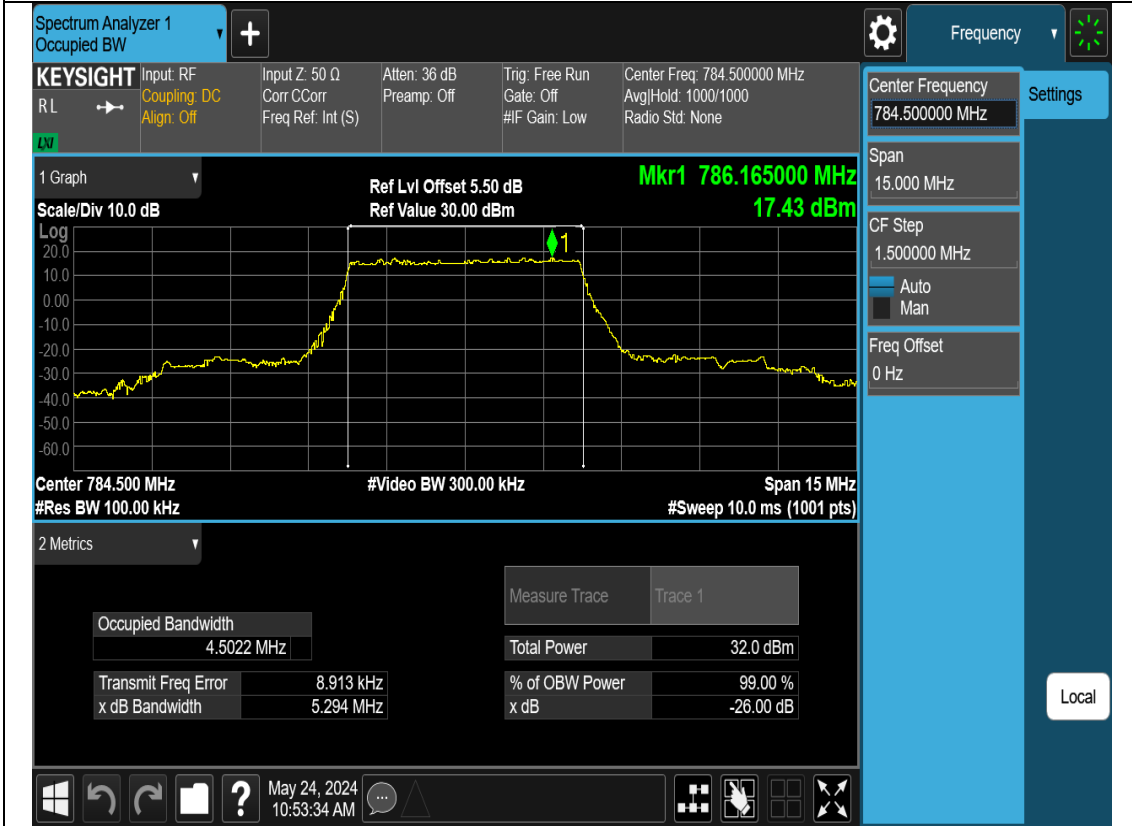 Spectrum Analyzer 1
Occupied BW
+
Frequency
KEYSIGHT
RL
LXI
Input: RF
Coupling: DC
Align: Off
Input Z: 50 Ω
Corr CCorr
Freq Ref: Int (S)
Atten: 36 dB
Preamp: Off
Trig: Free Run
Gate: Off
#IF Gain: Low
Center Freq: 784.500000 MHz
Avg|Hold: 1000/1000
Radio Std: None
Center Frequency
784.500000 MHz
Settings
Span
15.000 MHz
CF Step
1.500000 MHz
Auto
Man
Freq Offset
0 Hz
Local
1 Graph
Scale/Div 10.0 dB
Ref Lvl Offset 5.50 dB
Ref Value 30.00 dBm
Mkr1 786.165000 MHz
17.43 dBm
Log
1
20.0
10.0
0.00
-10.0
-20.0
-30.0
-40.0
-50.0
-60.0
Center 784.500 MHz
#Video BW 300.00 kHz
Span 15 MHz
#Res BW 100.00 kHz
#Sweep 10.0 ms (1001 pts)
2 Metrics
Measure Trace Trace 1
Occupied Bandwidth
4.5022 MHz
Total Power 32.0 dBm
Transmit Freq Error 8.913 kHz
% of OBW Power 99.00 %
x dB Bandwidth 5.294 MHz
x dB -26.00 dB
?
May 24, 2024
10:53:34 AM